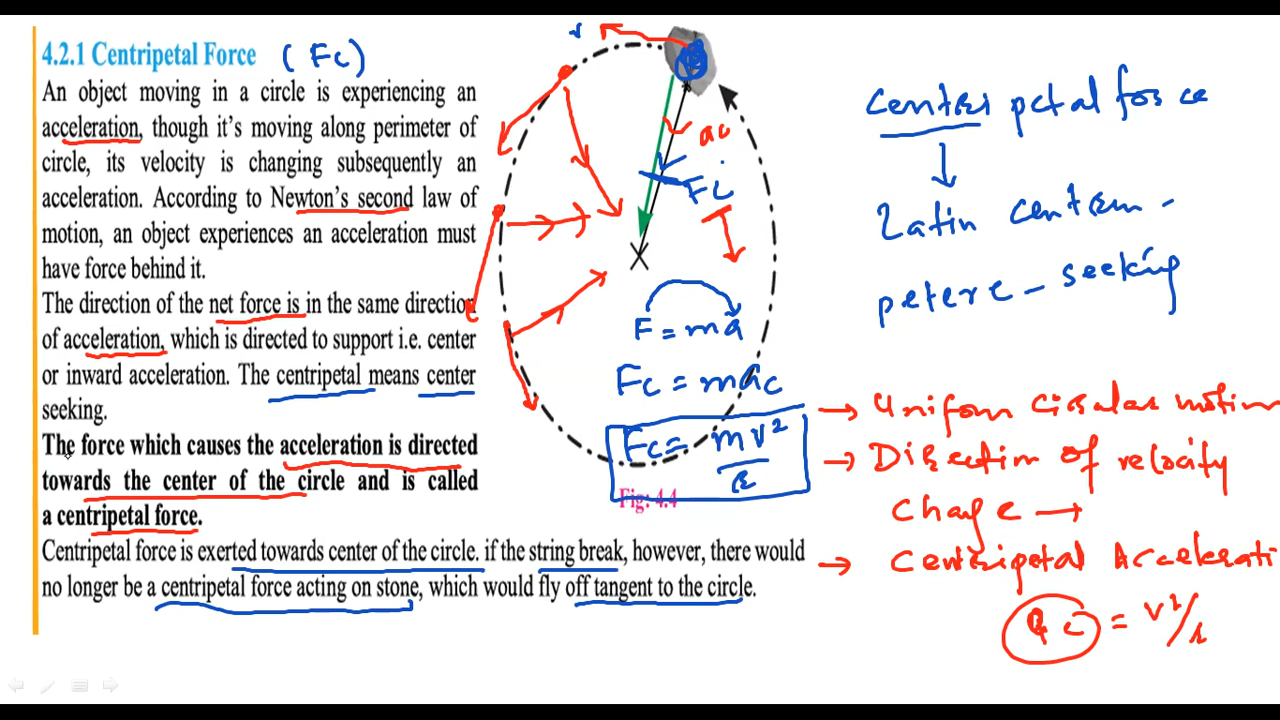 4.2.1 Centripetal Force (Fc)
An object moving in a circle is experiencing an
acceleration, though it's moving along perimeter of
circle, its velocity is changing subsequently an
acceleration. According to Newton's second law of
motion, an object experiences an acceleration must
have force behind it.
The direction of the net force is in the same direction
of acceleration, which is directed to support i.e. center
or inward acceleration. The centripetal means center
seeking.
The force which causes the acceleration is directed
towards the center of the circle and is called
a centripetal force.
Centripetal force is exerted towards center of the circle. if the string break, however, there would
no longer be a centripetal force acting on stone, which would fly off tangent to the circle.
v
ac
Fc
F = ma
Fc = mac
Fc = mv²/r
Fig: 4.4
Centripetal force
Latin centrum -
petere - seeking
→ Uniform circular motion
→ Direction of velocity
change →
→ Centripetal Accelerati
ac = v²/r